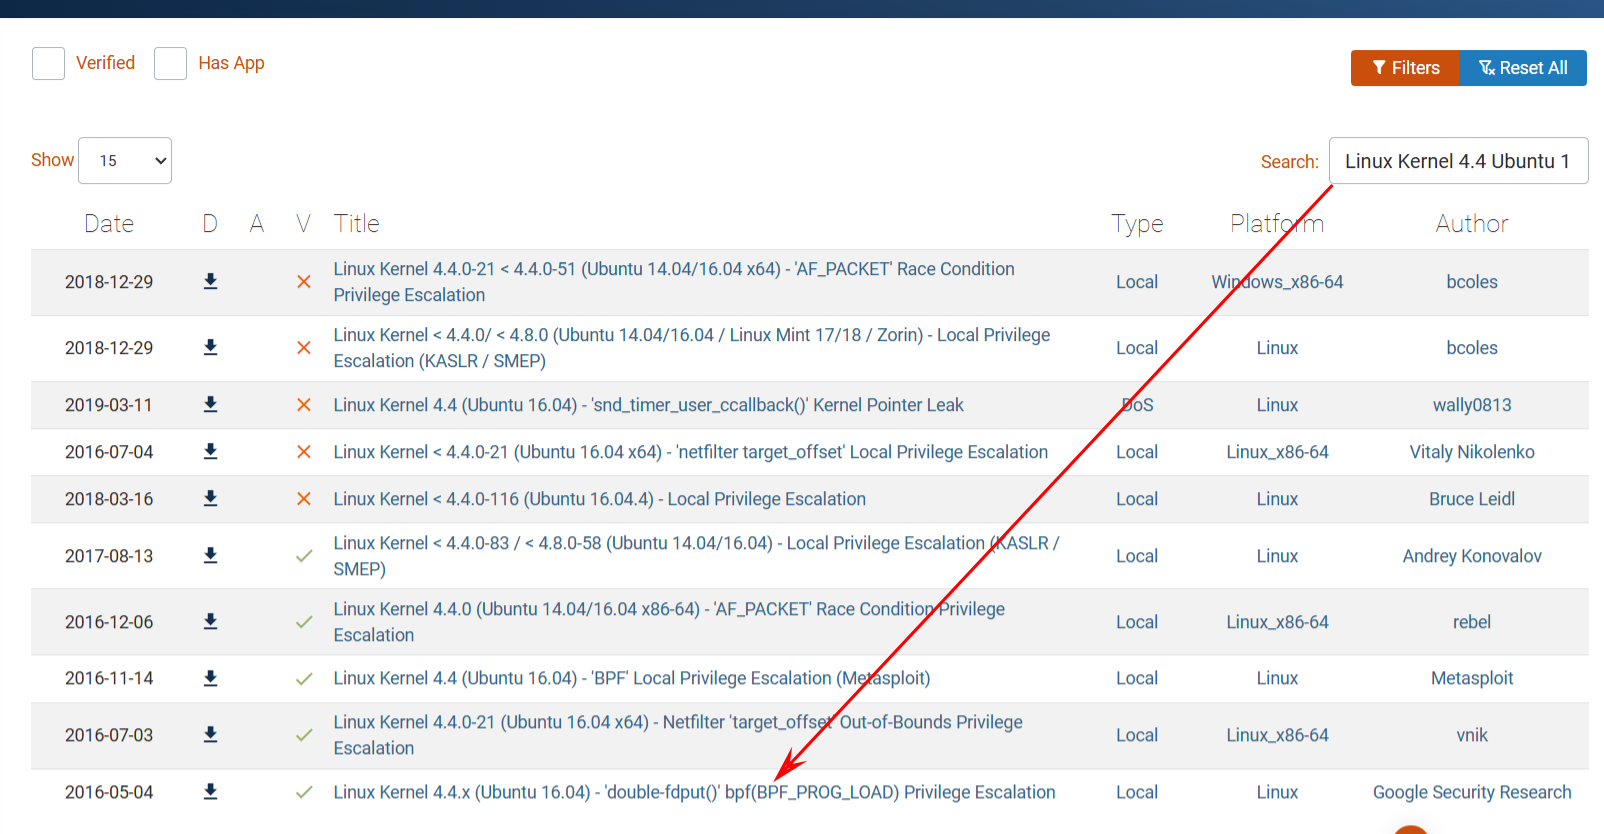 Verified Has App
Filters Reset All
Show 15 Search: Linux Kernel 4.4 Ubuntu 1
Date D A V Title Type Platform Author
2018-12-29 Linux Kernel 4.4.0-21 < 4.4.0-51 (Ubuntu 14.04/16.04 x64) - 'AF_PACKET' Race Condition
Privilege Escalation Local Windows_x86-64 bcoles
2018-12-29 Linux Kernel < 4.4.0/ < 4.8.0 (Ubuntu 14.04/16.04 / Linux Mint 17/18 / Zorin) - Local Privilege
Escalation (KASLR / SMEP) Local Linux bcoles
2019-03-11 Linux Kernel 4.4 (Ubuntu 16.04) - 'snd_timer_user_ccallback()' Kernel Pointer Leak DoS Linux wally0813
2016-07-04 Linux Kernel < 4.4.0-21 (Ubuntu 16.04 x64) - 'netfilter target_offset' Local Privilege Escalation Local Linux_x86-64 Vitaly Nikolenko
2018-03-16 Linux Kernel < 4.4.0-116 (Ubuntu 16.04.4) - Local Privilege Escalation Local Linux Bruce Leidl
2017-08-13 Linux Kernel < 4.4.0-83 / < 4.8.0-58 (Ubuntu 14.04/16.04) - Local Privilege Escalation (KASLR /
SMEP) Local Linux Andrey Konovalov
2016-12-06 Linux Kernel 4.4.0 (Ubuntu 14.04/16.04 x86-64) - 'AF_PACKET' Race Condition Privilege
Escalation Local Linux_x86-64 rebel
2016-11-14 Linux Kernel 4.4 (Ubuntu 16.04) - 'BPF' Local Privilege Escalation (Metasploit) Local Linux Metasploit
2016-07-03 Linux Kernel 4.4.0-21 (Ubuntu 16.04 x64) - Netfilter 'target_offset' Out-of-Bounds Privilege
Escalation Local Linux_x86-64 vnik
2016-05-04 Linux Kernel 4.4.x (Ubuntu 16.04) - 'double-fdput()' bpf(BPF_PROG_LOAD) Privilege Escalation Local Linux Google Security Research